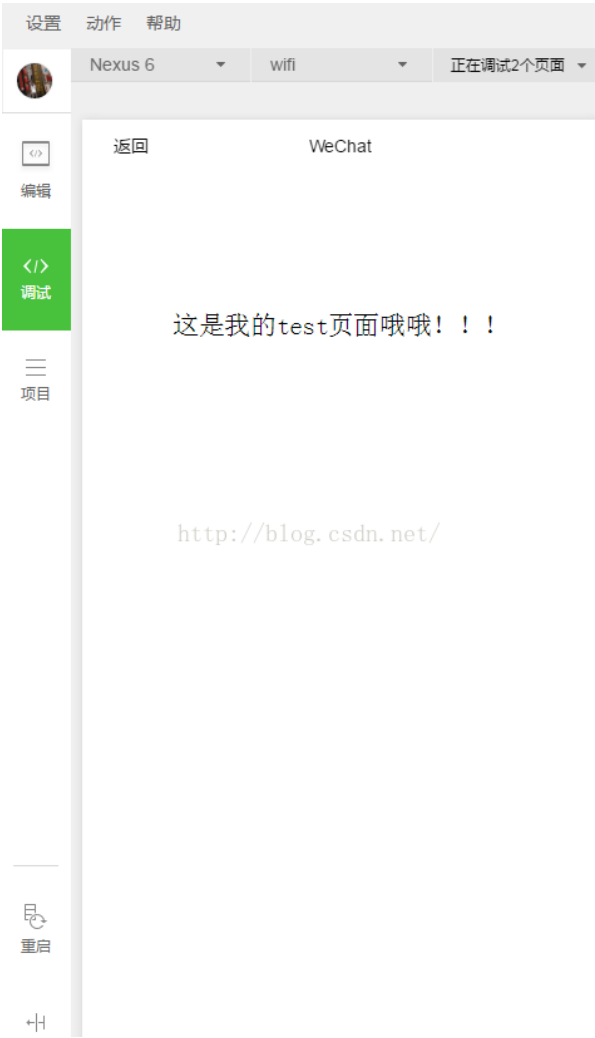 设置 动作 帮助
Nexus 6 wifi 正在调试2个页面
返回 WeChat
</>
编辑
</>
调试
这是我的test页面哦哦！！！
项目
http://blog.csdn.net/
重启